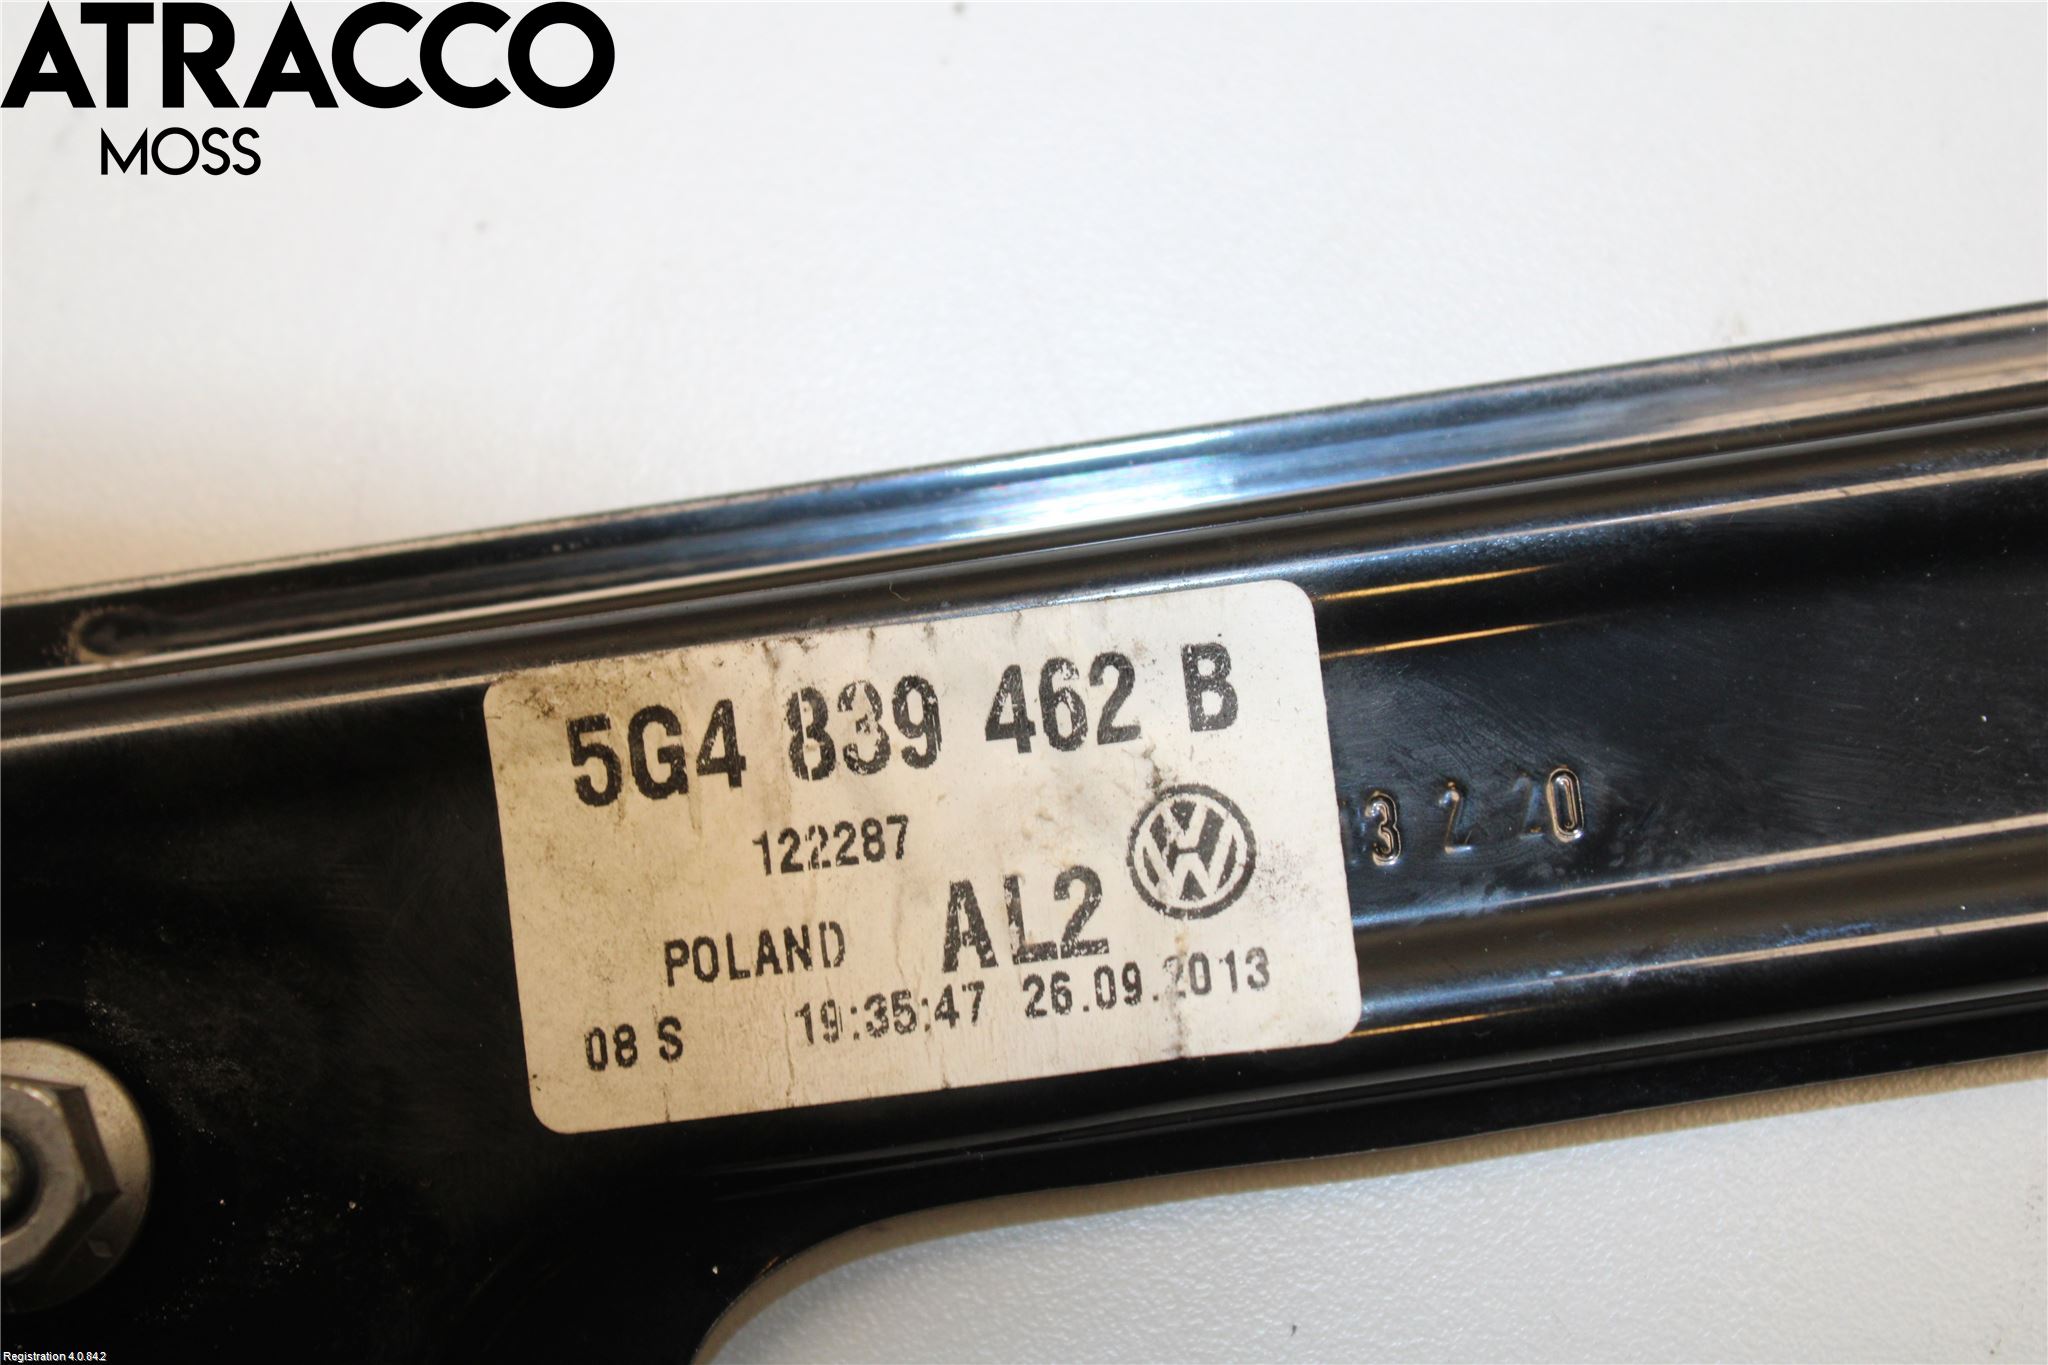 ATRACCO
MOSS
5G4 839 462 B
122287
POLAND AL2
08 S 19:35:47 26.09.2013
3 2 20
Registration 4.0.84.2